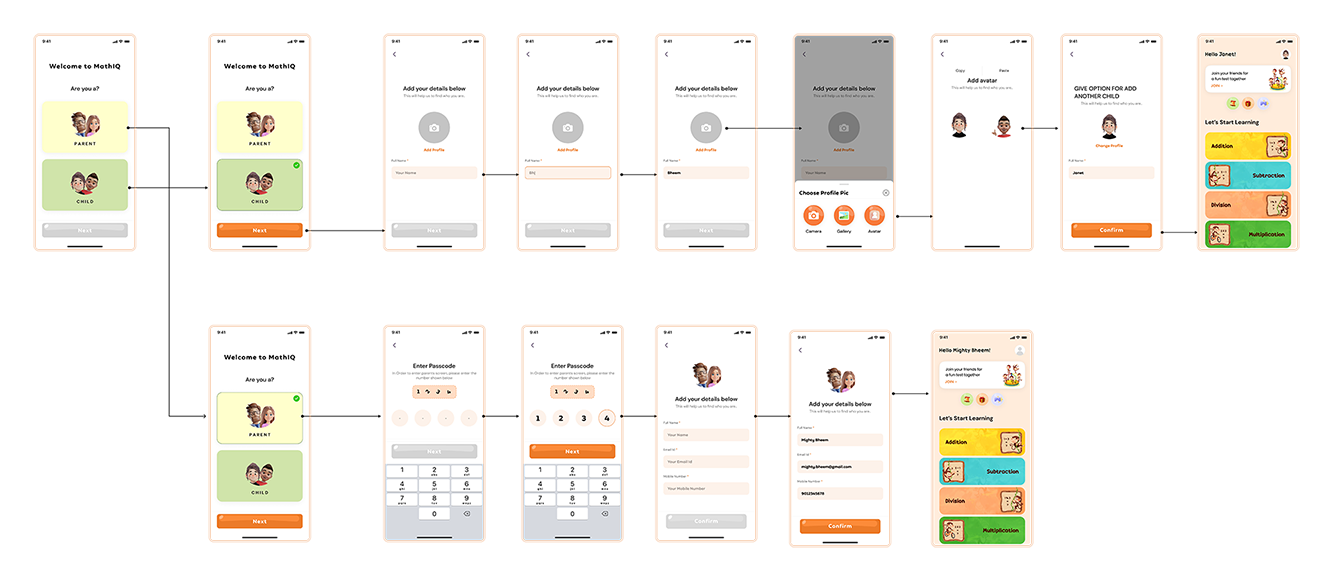 9:41
Welcome to MathIQ
Are you a?
PARENT
CHILD
Next
9:41
Welcome to MathIQ
Are you a?
PARENT
CHILD
Next
9:41
Add your details below
This will help us to find who you are.
Add Profile
Full Name *
Your Name
Next
9:41
Add your details below
This will help us to find who you are.
Add Profile
Full Name *
Next
9:41
Add your details below
This will help us to find who you are.
Add Profile
Full Name *
Bheem
Next
9:41
Add your details below
This will help us to find who you are.
Add Profile
Full Name *
Your Name
Choose Profile Pic
Camera
Gallery
Avatar
9:41
Copy
Paste
Add avatar
This will help us to find who you are.
9:41
GIVE OPTION FOR ADD
ANOTHER CHILD
This will help us to find who you are.
Change Profile
Full Name *
Janet
Confirm
9:41
Hello Janet!
Join your friends for
a fun test together
JOIN
Let's Start Learning
Addition
Subtraction
Division
Multiplication
9:41
Welcome to MathIQ
Are you a?
PARENT
CHILD
Next
9:41
Enter Passcode
In Order to enter parents screen, please enter the
number shown below
Next
1
2 ABC
3 DEF
4 GHI
5 JKL
6 MNO
7 PQRS
8 TUV
9 WXYZ
0
9:41
Enter Passcode
In Order to enter parents screen, please enter the
number shown below
1 2 3 4
Next
1
2 ABC
3 DEF
4 GHI
5 JKL
6 MNO
7 PQRS
8 TUV
9 WXYZ
0
9:41
Add your details below
This will help us to find who you are.
Full Name *
Your Name
Email Id *
Your Email Id
Mobile Number *
Your Mobile Number
Confirm
9:41
Add your details below
This will help us to find who you are.
Full Name *
Mighty Bheem
Email Id *
mighty.bheem@gmail.com
Mobile Number *
9012345678
Confirm
9:41
Hello Mighty Bheem!
Join your friends for
a fun test together
JOIN
Let's Start Learning
Addition
Subtraction
Division
Multiplication